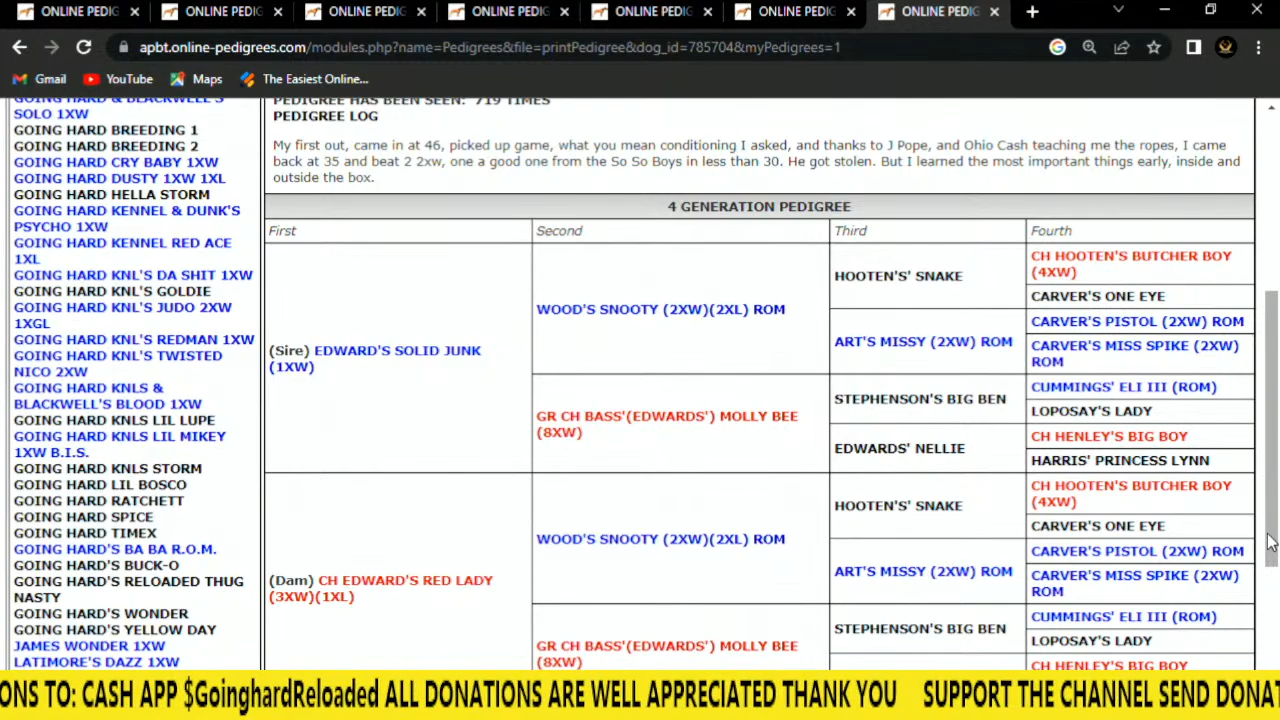 ONLINE PEDIG ONLINE PEDIG ONLINE PEDIG ONLINE PEDIG ONLINE PEDIG ONLINE PEDIG ONLINE PEDIG
apbt.online-pedigrees.com/modules.php?name=Pedigrees&file=printPedigree&dog_id=785704&myPedigrees=1
Gmail YouTube Maps The Easiest Online...
GOING HARD & BLACKWELL'S
SOLO 1XW
GOING HARD BREEDING 1
GOING HARD BREEDING 2
GOING HARD CRY BABY 1XW
GOING HARD DUSTY 1XW 1XL
GOING HARD HELLA STORM
GOING HARD KENNEL & DUNK'S
PSYCHO 1XW
GOING HARD KENNEL RED ACE
1XL
GOING HARD KNL'S DA SHIT 1XW
GOING HARD KNL'S GOLDIE
GOING HARD KNL'S JUDO 2XW
1XGL
GOING HARD KNL'S REDMAN 1XW
GOING HARD KNL'S TWISTED
NICO 2XW
GOING HARD KNLS &
BLACKWELL'S BLOOD 1XW
GOING HARD KNLS LIL LUPE
GOING HARD KNLS LIL MIKEY
1XW B.I.S.
GOING HARD KNLS STORM
GOING HARD LIL BOSCO
GOING HARD RATCHETT
GOING HARD SPICE
GOING HARD TIMEX
GOING HARD'S BA BA R.O.M.
GOING HARD'S BUCK-O
GOING HARD'S RELOADED THUG
NASTY
GOING HARD'S WONDER
GOING HARD'S YELLOW DAY
JAMES WONDER 1XW
LATIMORE'S DAZZ 1XW
PEDIGREE HAS BEEN SEEN: 719 TIMES
PEDIGREE LOG
My first out, came in at 46, picked up game, what you mean conditioning I asked, and thanks to J Pope, and Ohio Cash teaching me the ropes, I came
back at 35 and beat 2 2xw, one a good one from the So So Boys in less than 30. He got stolen. But I learned the most important things early, inside and
outside the box.
4 GENERATION PEDIGREE
First Second Third Fourth
(Sire) EDWARD'S SOLID JUNK
(1XW)
WOOD'S SNOOTY (2XW)(2XL) ROM
HOOTEN'S' SNAKE
CH HOOTEN'S BUTCHER BOY
(4XW)
CARVER'S ONE EYE
ART'S MISSY (2XW) ROM
CARVER'S PISTOL (2XW) ROM
CARVER'S MISS SPIKE (2XW)
ROM
GR CH BASS'(EDWARDS') MOLLY BEE
(8XW)
STEPHENSON'S BIG BEN
CUMMINGS' ELI III (ROM)
LOPOSAY'S LADY
EDWARDS' NELLIE
CH HENLEY'S BIG BOY
HARRIS' PRINCESS LYNN
(Dam) CH EDWARD'S RED LADY
(3XW)(1XL)
WOOD'S SNOOTY (2XW)(2XL) ROM
HOOTEN'S' SNAKE
CH HOOTEN'S BUTCHER BOY
(4XW)
CARVER'S ONE EYE
ART'S MISSY (2XW) ROM
CARVER'S PISTOL (2XW) ROM
CARVER'S MISS SPIKE (2XW)
ROM
GR CH BASS'(EDWARDS') MOLLY BEE
(8XW)
STEPHENSON'S BIG BEN
CUMMINGS' ELI III (ROM)
LOPOSAY'S LADY
CH HENLEY'S BIG BOY
ONS TO: CASH APP $GoinghardReloaded ALL DONATIONS ARE WELL APPRECIATED THANK YOU SUPPORT THE CHANNEL SEND DONAT